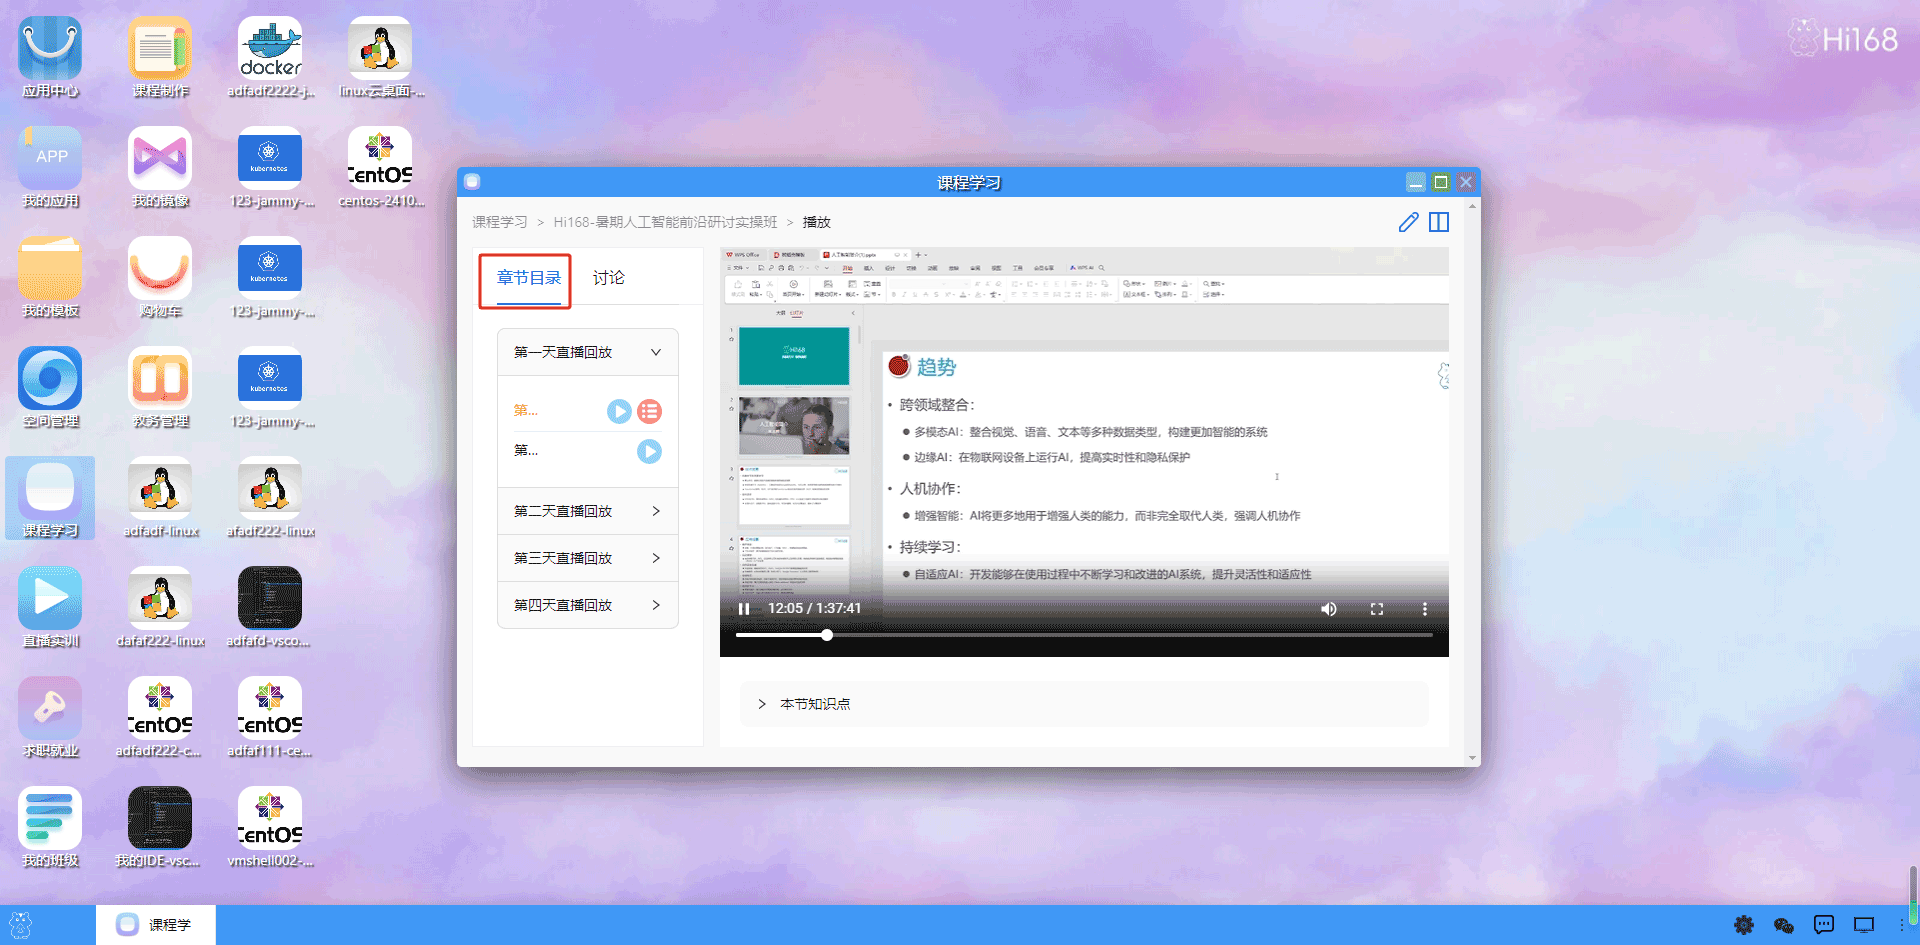 Hi168
应用中心
课程制作
docker
adfadf2222-j...
linux云桌面-...
APP
我的应用
我的镜像
kubernetes
123-jammy-...
CentOS
centos-2410...
我的模板
购物车
kubernetes
123-jammy-...
空间管理
教务管理
kubernetes
123-jammy-...
课程学习
adfadf-linux
afadf222-linux
直播实训
dafaf222-linux
adfafd-vsco...
求职就业
CentOS
adfadf222-c...
CentOS
adfaf111-ce...
我的班级
我的IDE-vsc...
CentOS
vmshell002-...
课程学习
课程学习 > Hi168-暑期人工智能前沿研讨实操班 > 播放
章节目录
讨论
第一天直播回放
第...
第...
第二天直播回放
第三天直播回放
第四天直播回放
WPS Office
趋势
• 跨领域整合：
● 多模态AI：整合视觉、语音、文本等多种数据类型，构建更加智能的系统
● 边缘AI：在物联网设备上运行AI，提高实时性和隐私保护
• 人机协作：
● 增强智能：AI将更多地用于增强人类的能力，而非完全取代人类，强调人机协作
• 持续学习：
● 自适应AI：开发能够在使用过程中不断学习和改进的AI系统，提升灵活性和适应性
12:05 / 1:37:41
本节知识点
课程学